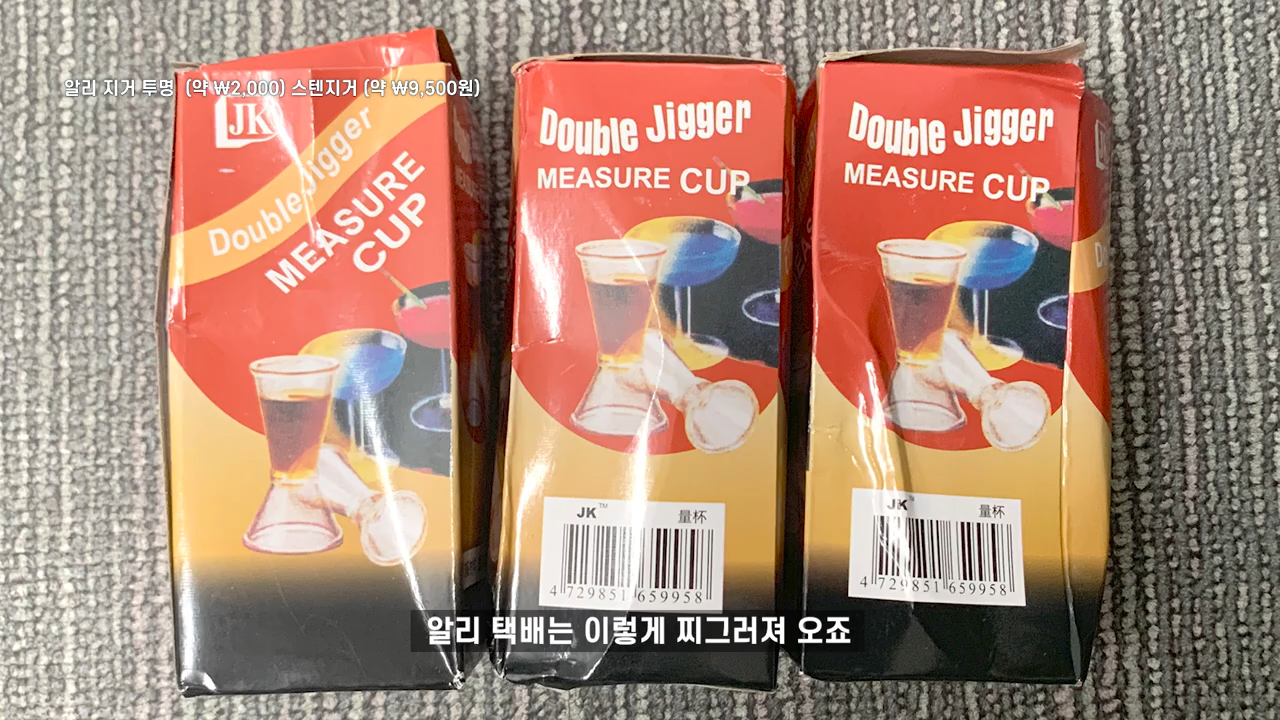 알리 지거 투명 (약 ₩2,000) 스텐지거 (약 ₩9,500원)
JK
Double Jigger
MEASURE
CUP
Double Jigger
MEASURE CUP
JK™ 量杯
4 729851 659958
Double Jigger
MEASURE CUP
JK™ 量杯
4 729851 659958
알리 택배는 이렇게 찌그러져 오죠